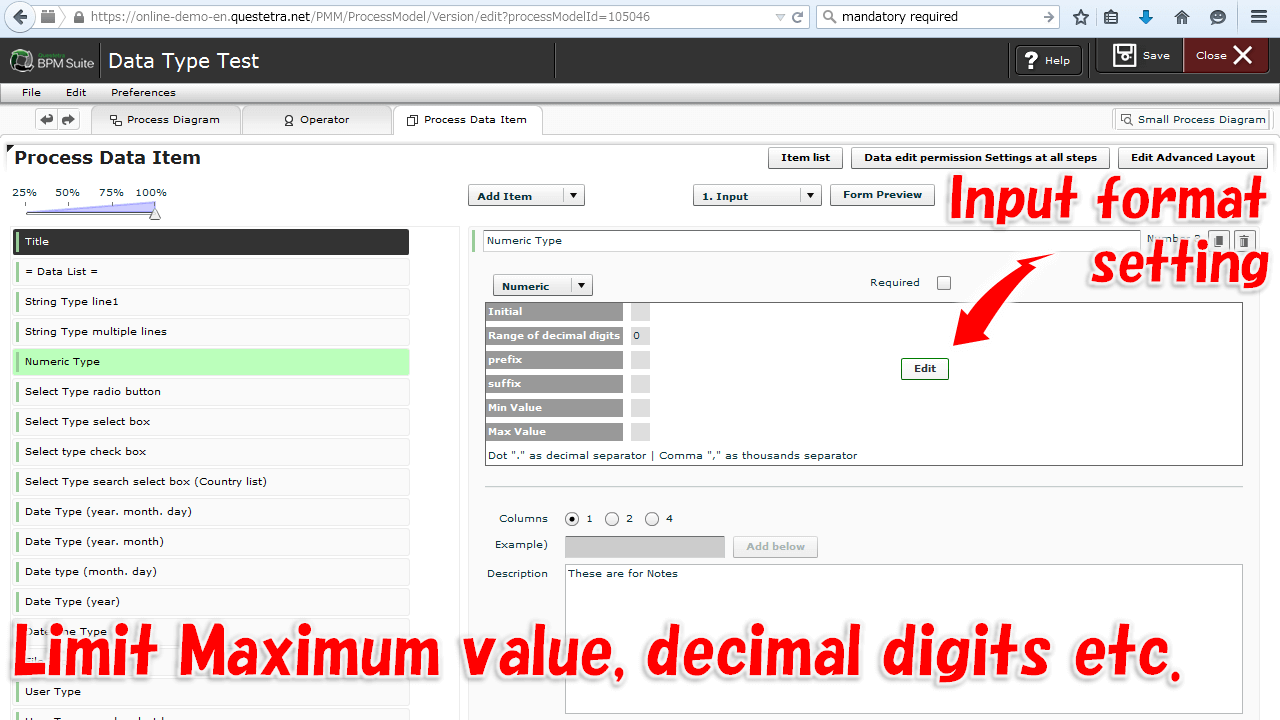 https://online-demo-en.questetra.net/PMM/ProcessModel/Version/edit?processModelId=105046
mandatory required
Questetra
BPM Suite
Data Type Test
? Help
Save
Close
File Edit Preferences
Process Diagram
Operator
Process Data Item
Small Process Diagram
Process Data Item
Item list
Data edit permission Settings at all steps
Edit Advanced Layout
25% 50% 75% 100%
Add Item
1. Input
Form Preview
Input format
setting
Title
= Data List =
String Type line1
String Type multiple lines
Numeric Type
Select Type radio button
Select Type select box
Select type check box
Select Type search select box (Country list)
Date Type (year. month. day)
Date Type (year. month)
Date type (month. day)
Date Type (year)
User Type
Numeric Type
Numeric
Required
Initial
Range of decimal digits 0
prefix
suffix
Min Value
Max Value
Edit
Dot "." as decimal separator | Comma "," as thousands separator
Columns 1 2 4
Example)
Add below
Description
These are for Notes
Limit Maximum value, decimal digits etc.